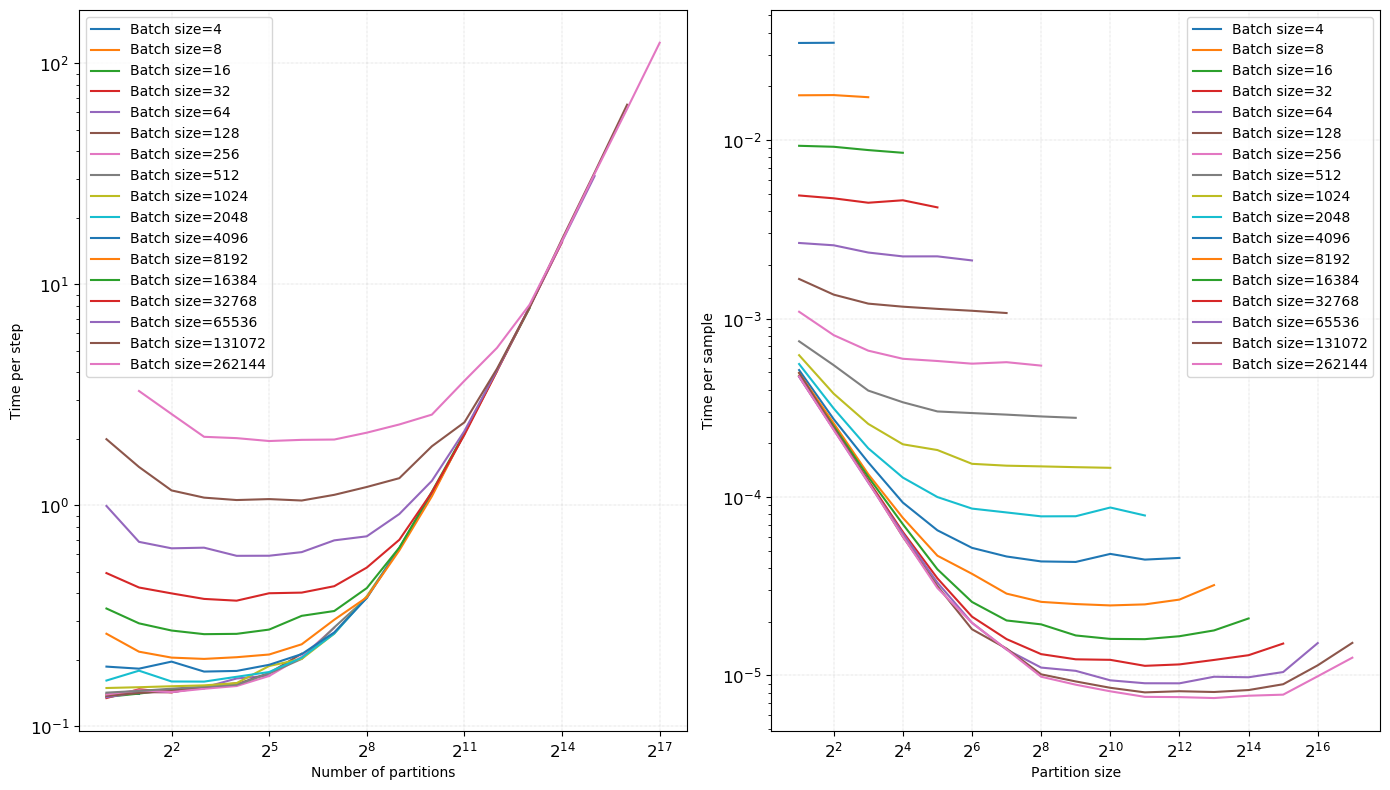 Batch size=4
Batch size=8
Batch size=16
Batch size=32
Batch size=64
Batch size=128
Batch size=256
Batch size=512
Batch size=1024
Batch size=2048
Batch size=4096
Batch size=8192
Batch size=16384
Batch size=32768
Batch size=65536
Batch size=131072
Batch size=262144
10²
10¹
10⁰
10⁻¹
Time per step
2² 2⁵ 2⁸ 2¹¹ 2¹⁴ 2¹⁷
Number of partitions
Batch size=4
Batch size=8
Batch size=16
Batch size=32
Batch size=64
Batch size=128
Batch size=256
Batch size=512
Batch size=1024
Batch size=2048
Batch size=4096
Batch size=8192
Batch size=16384
Batch size=32768
Batch size=65536
Batch size=131072
Batch size=262144
10⁻²
10⁻³
10⁻⁴
10⁻⁵
Time per sample
2² 2⁴ 2⁶ 2⁸ 2¹⁰ 2¹² 2¹⁴ 2¹⁶
Partition size